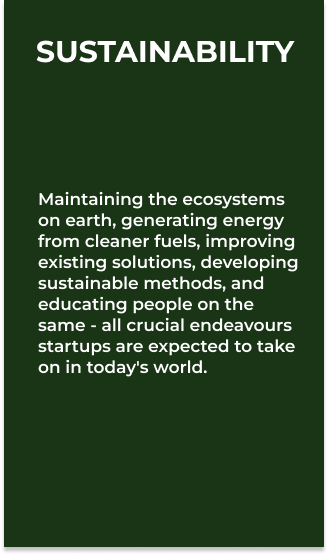 SUSTAINABILITY
Maintaining the ecosystems
on earth, generating energy
from cleaner fuels, improving
existing solutions, developing
sustainable methods, and
educating people on the
same - all crucial endeavours
startups are expected to take
on in today's world.